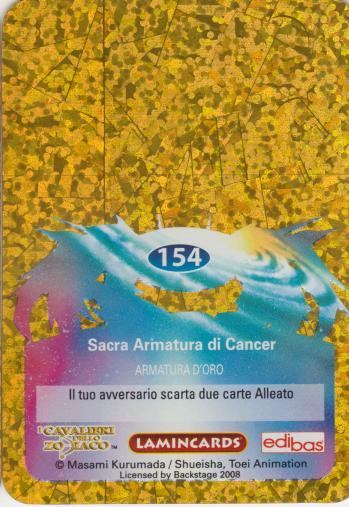 154
Sacra Armatura di Cancer
ARMATURA D'ORO
Il tuo avversario scarta due carte Alleato
I CAVALIERI
DELLO
ZODIACO™
LAMINCARDS
edibas
© Masami Kurumada / Shueisha, Toei Animation
Licensed by Backstage 2008